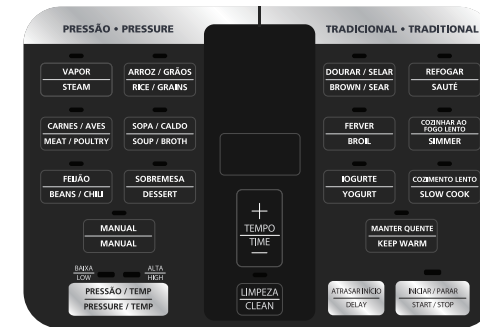 PRESSÃO • PRESSURE
TRADICIONAL • TRADITIONAL
VAPOR
STEAM
ARROZ / GRÃOS
RICE / GRAINS
DOURAR / SELAR
BROWN / SEAR
REFOGAR
SAUTÉ
CARNES / AVES
MEAT / POULTRY
SOPA / CALDO
SOUP / BROTH
FERVER
BROIL
COZINHAR AO
FOGO LENTO
SIMMER
FEIJÃO
BEANS / CHILI
SOBREMESA
DESSERT
IOGURTE
YOGURT
COZIMENTO LENTO
SLOW COOK
+
TEMPO
TIME
−
MANUAL
MANUAL
MANTER QUENTE
KEEP WARM
BAIXA
LOW
ALTA
HIGH
PRESSÃO / TEMP
PRESSURE / TEMP
LIMPEZA
CLEAN
ATRASAR INÍCIO
DELAY
INICIAR / PARAR
START / STOP